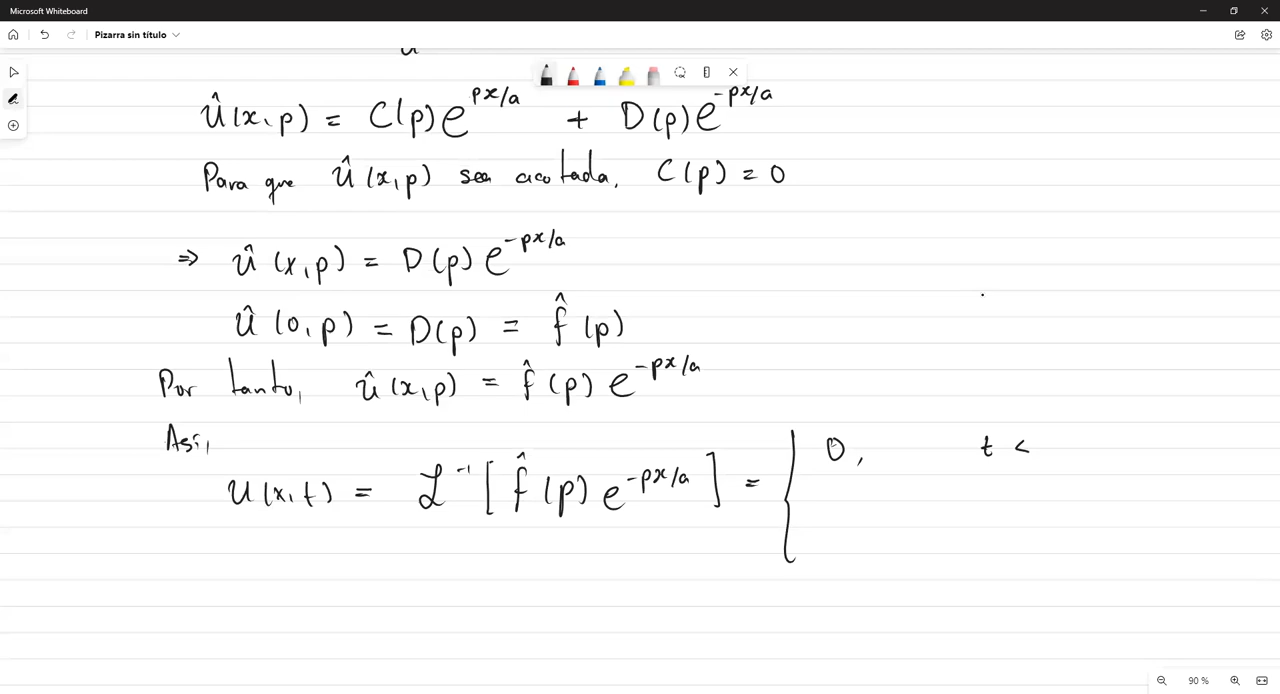 Microsoft Whiteboard
Pizarra sin título
û(x,p) = C(p)e^{px/a} + D(p)e^{-px/a}
Para que û(x,p) sea acotada, C(p) = 0
⇒ û(x,p) = D(p) e^{-px/a}
û(0,p) = D(p) = f̂(p)
Por tanto, û(x,p) = f̂(p) e^{-px/a}
Asi,
u(x,t) = ℒ^{-1}[f̂(p) e^{-px/a}] = { 0, t <
90 %